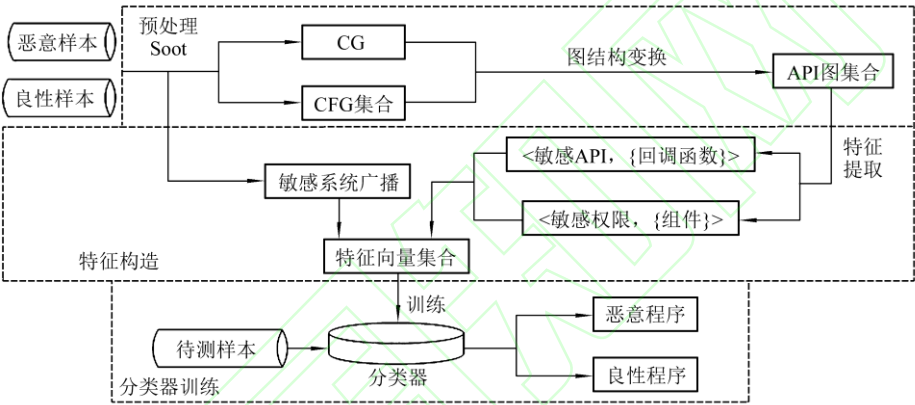 恶意样本
良性样本
预处理
Soot
CG
CFG集合
图结构变换
API图集合
<敏感API，{回调函数}>
特征
提取
敏感系统广播
<敏感权限，{组件}>
特征构造
特征向量集合
训练
待测样本
分类器
恶意程序
良性程序
分类器训练